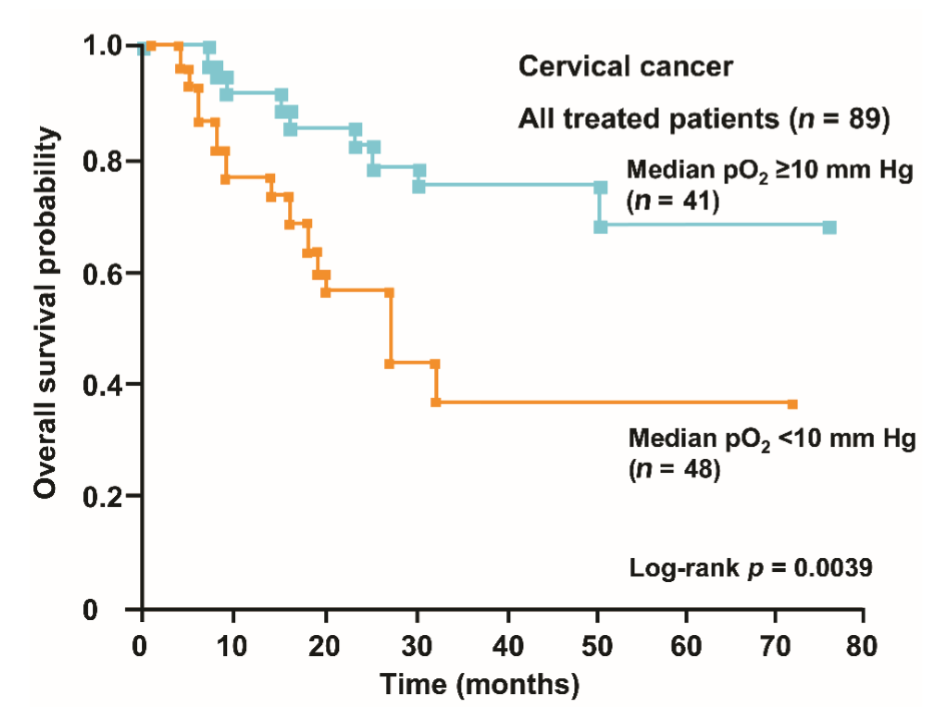 Cervical cancer
All treated patients (n = 89)
Median pO₂ ≥10 mm Hg
(n = 41)
Median pO₂ <10 mm Hg
(n = 48)
Log-rank p = 0.0039
Overall survival probability
1.0
0.8
0.6
0.4
0.2
0
0 10 20 30 40 50 60 70 80
Time (months)